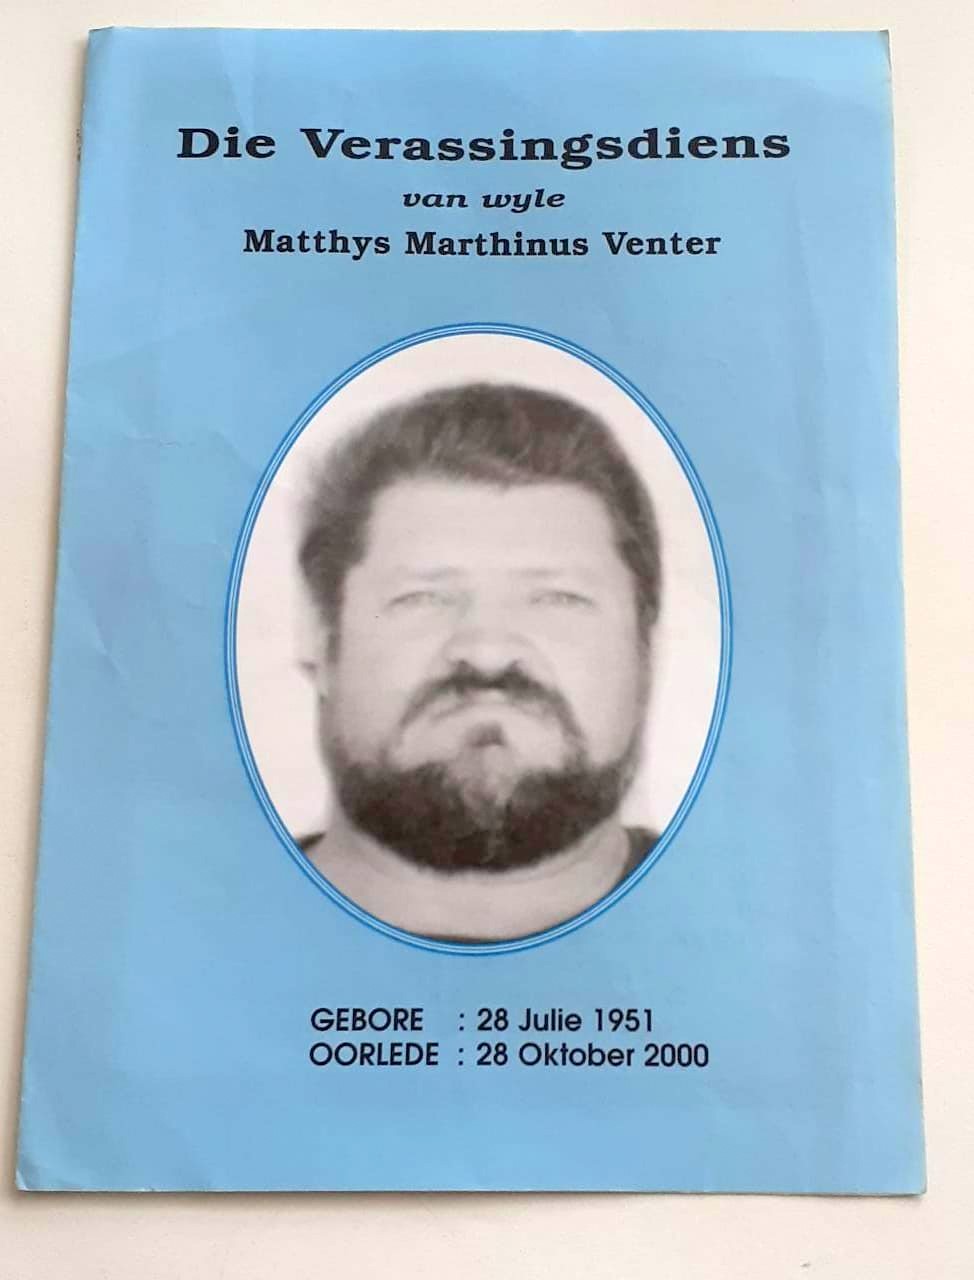 Die Verassingsdiens
van wyle
Matthys Marthinus Venter
GEBORE : 28 Julie 1951
OORLEDE : 28 Oktober 2000